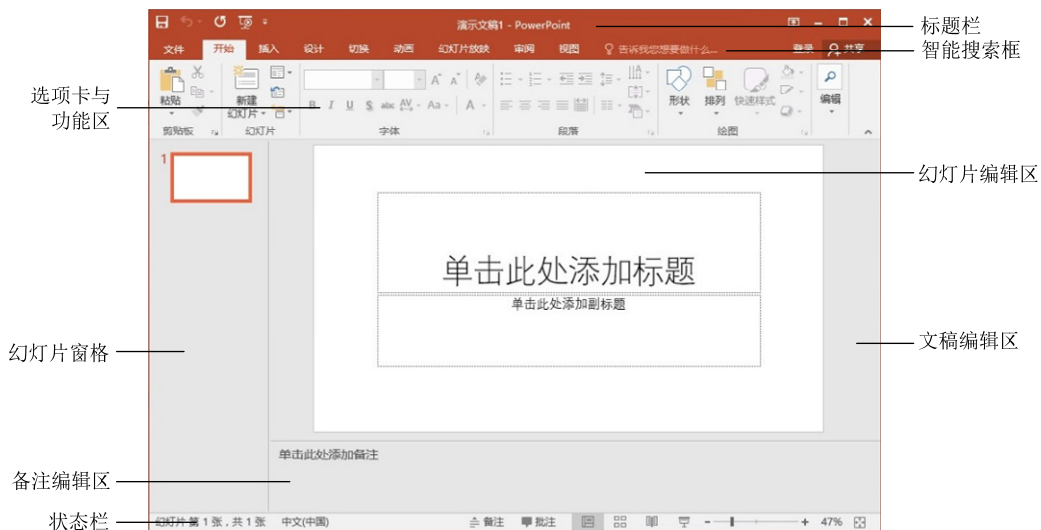 演示文稿1 - PowerPoint
标题栏
文件 开始 插入 设计 切换 动画 幻灯片放映 审阅 视图 告诉我您想要做什么... 登录 共享
智能搜索框
选项卡与
功能区
粘贴 新建
幻灯片 B I U S abc AV Aa A 形状 排列 快速样式 编辑
剪贴板 幻灯片 字体 段落 绘图
1
幻灯片编辑区
单击此处添加标题
单击此处添加副标题
幻灯片窗格
文稿编辑区
单击此处添加备注
备注编辑区
状态栏
幻灯片 第 1 张，共 1 张 中文(中国) 备注 批注 47%